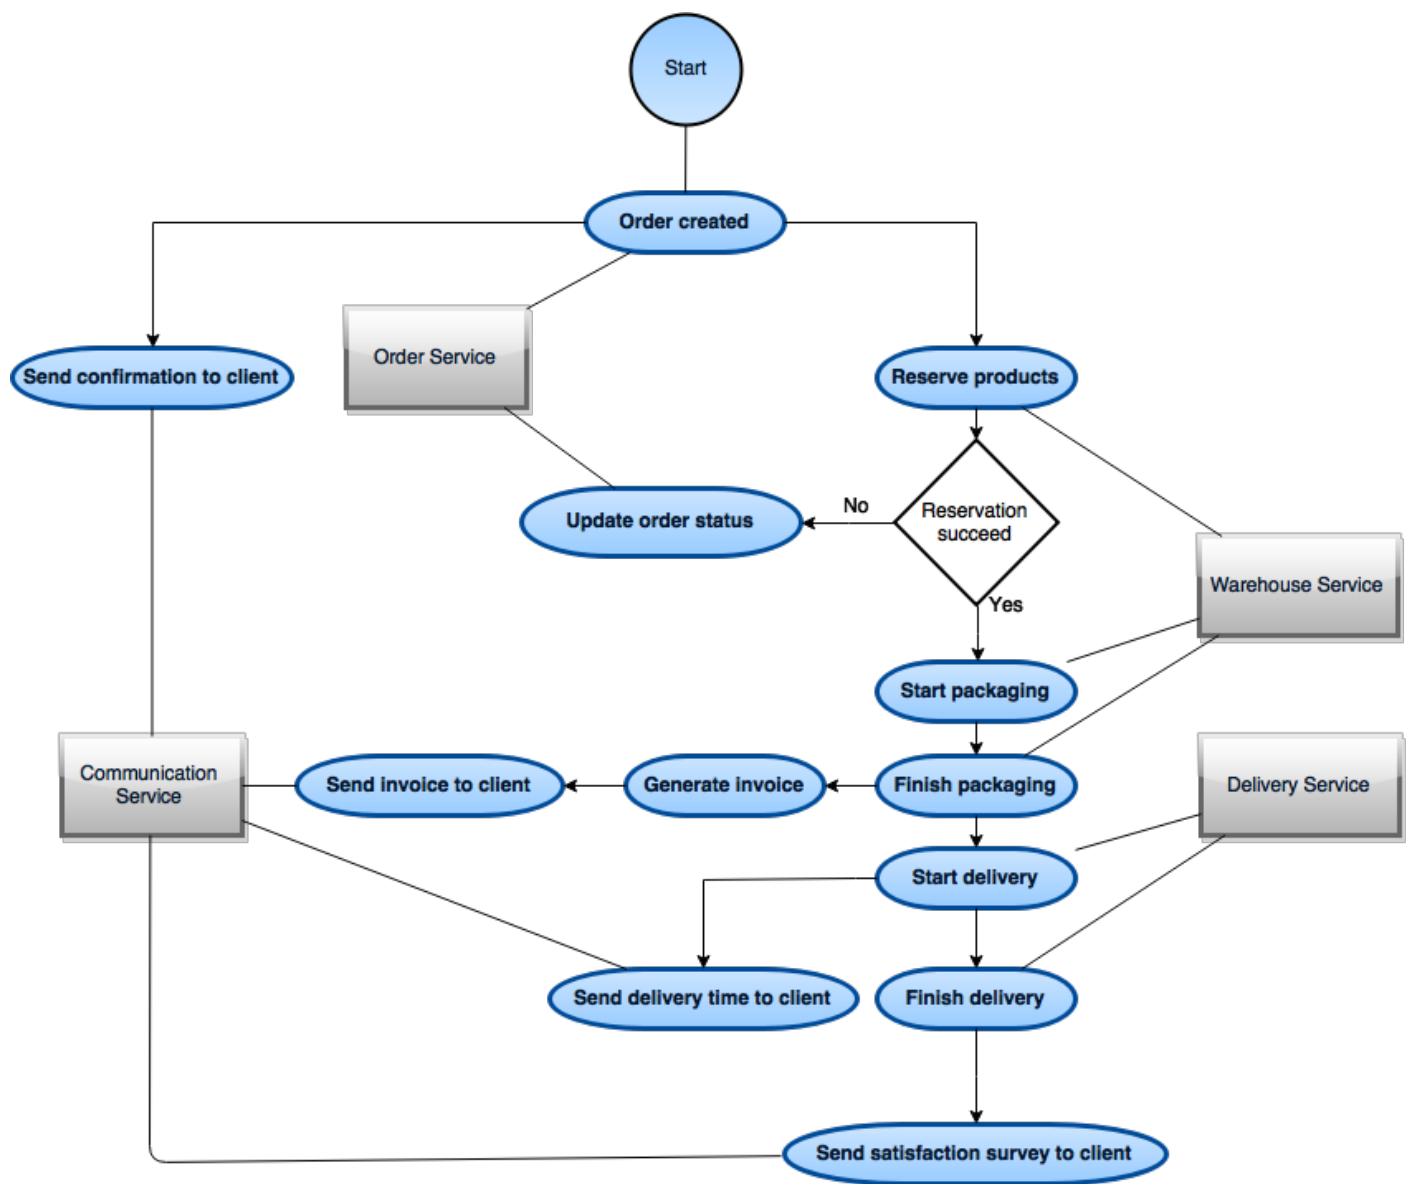 Start
Order created
Order Service
Send confirmation to client
Reserve products
No
Reservation
succeed
Update order status
Warehouse Service
Yes
Start packaging
Communication
Service
Send invoice to client
Generate invoice
Finish packaging
Delivery Service
Start delivery
Send delivery time to client
Finish delivery
Send satisfaction survey to client